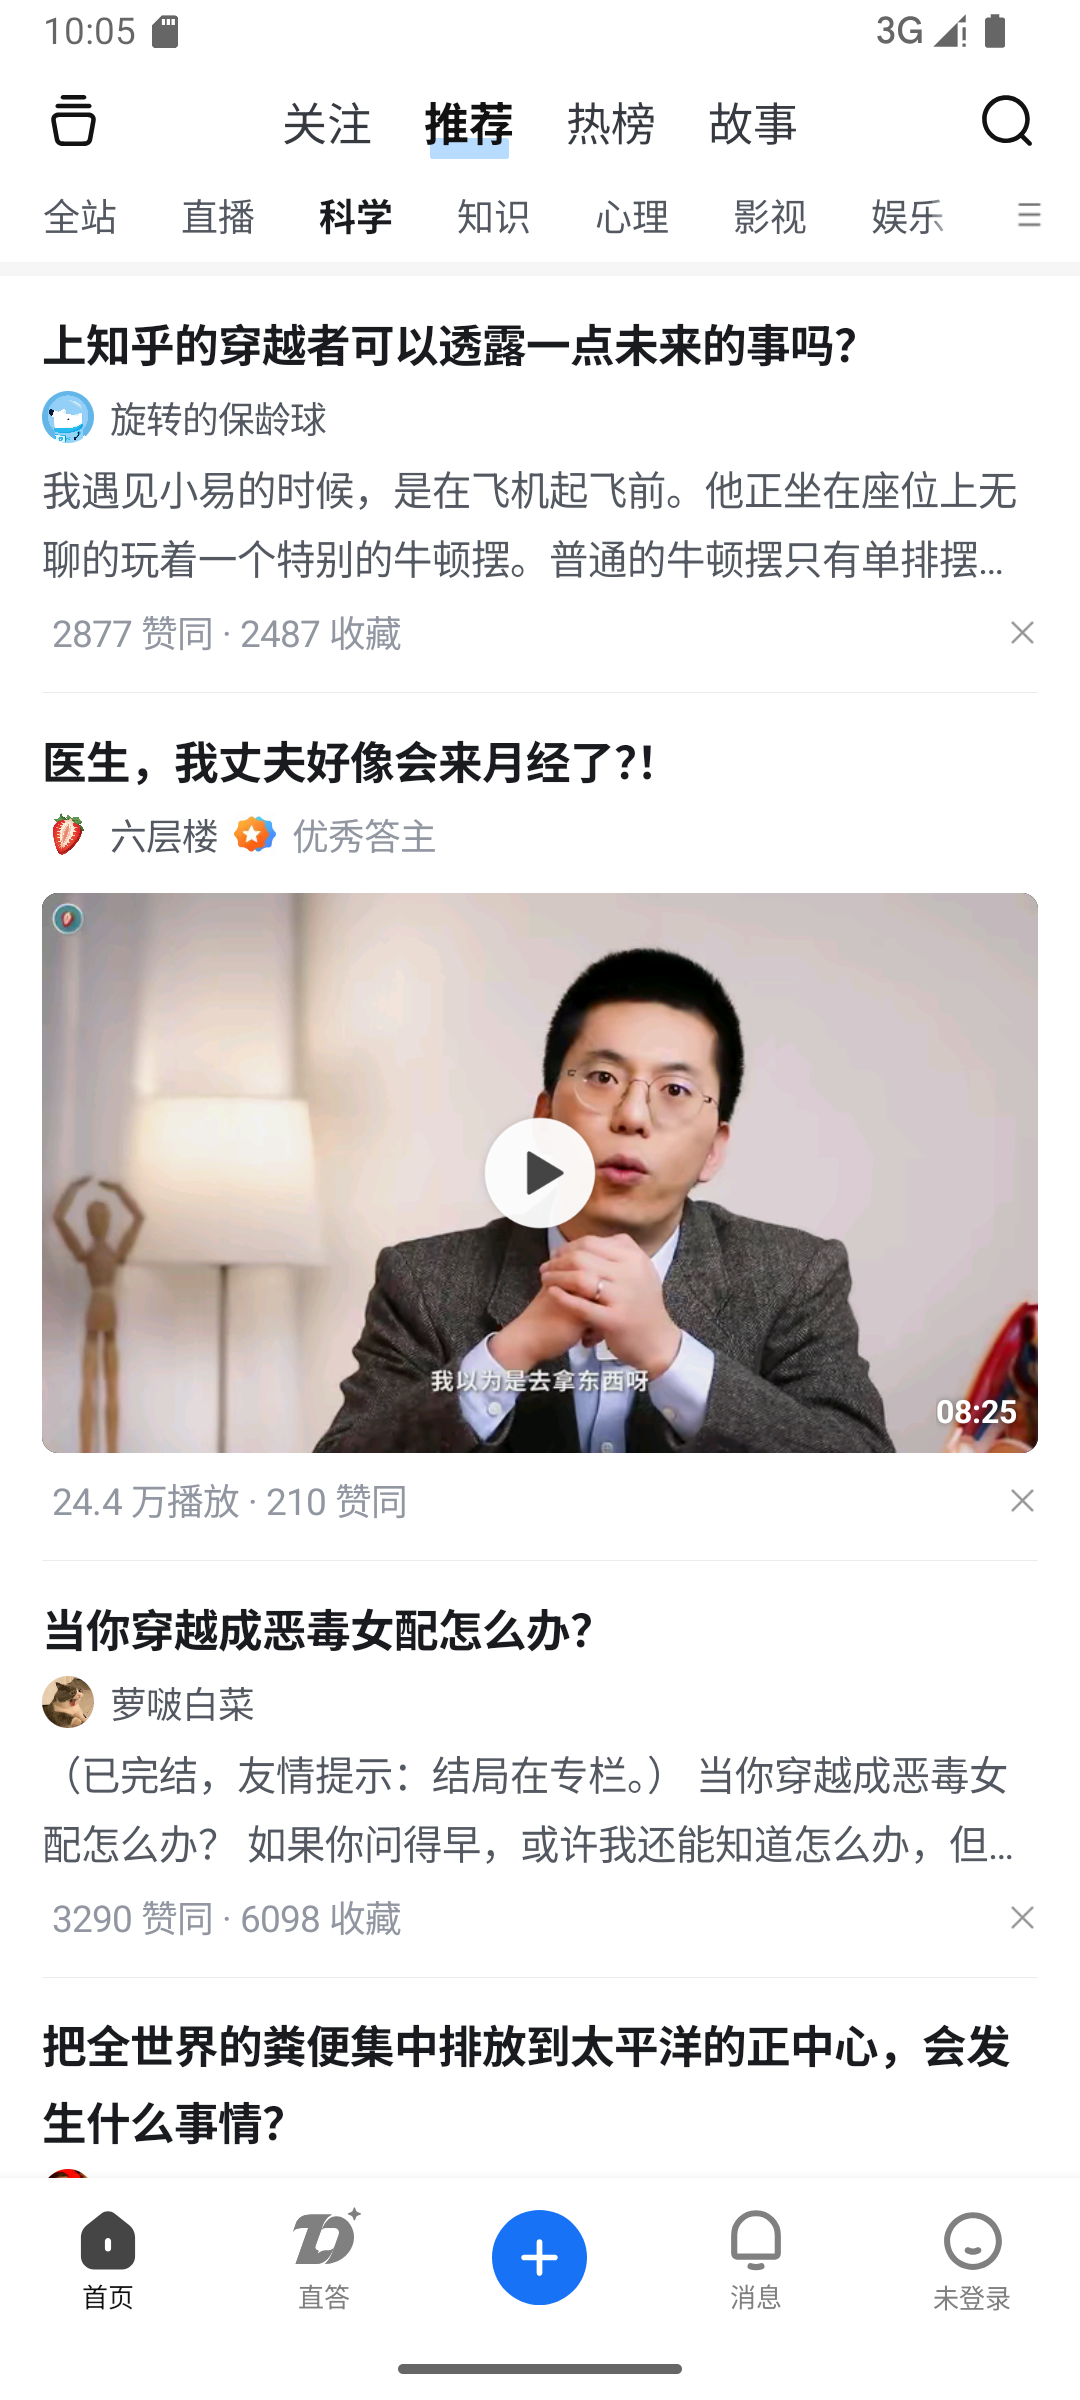 10:05
3G
关注 推荐 热榜 故事
全站 直播 科学 知识 心理 影视 娱乐
上知乎的穿越者可以透露一点未来的事吗？
旋转的保龄球
我遇见小易的时候，是在飞机起飞前。他正坐在座位上无
聊的玩着一个特别的牛顿摆。普通的牛顿摆只有单排摆...
2877 赞同 · 2487 收藏
医生，我丈夫好像会来月经了?!
六层楼 优秀答主
我以为是去拿东西呀
08:25
24.4 万播放 · 210 赞同
当你穿越成恶毒女配怎么办？
萝啵白菜
（已完结，友情提示：结局在专栏。） 当你穿越成恶毒女
配怎么办？ 如果你问得早，或许我还能知道怎么办，但...
3290 赞同 · 6098 收藏
把全世界的粪便集中排放到太平洋的正中心，会发
生什么事情？
首页 直答 消息 未登录